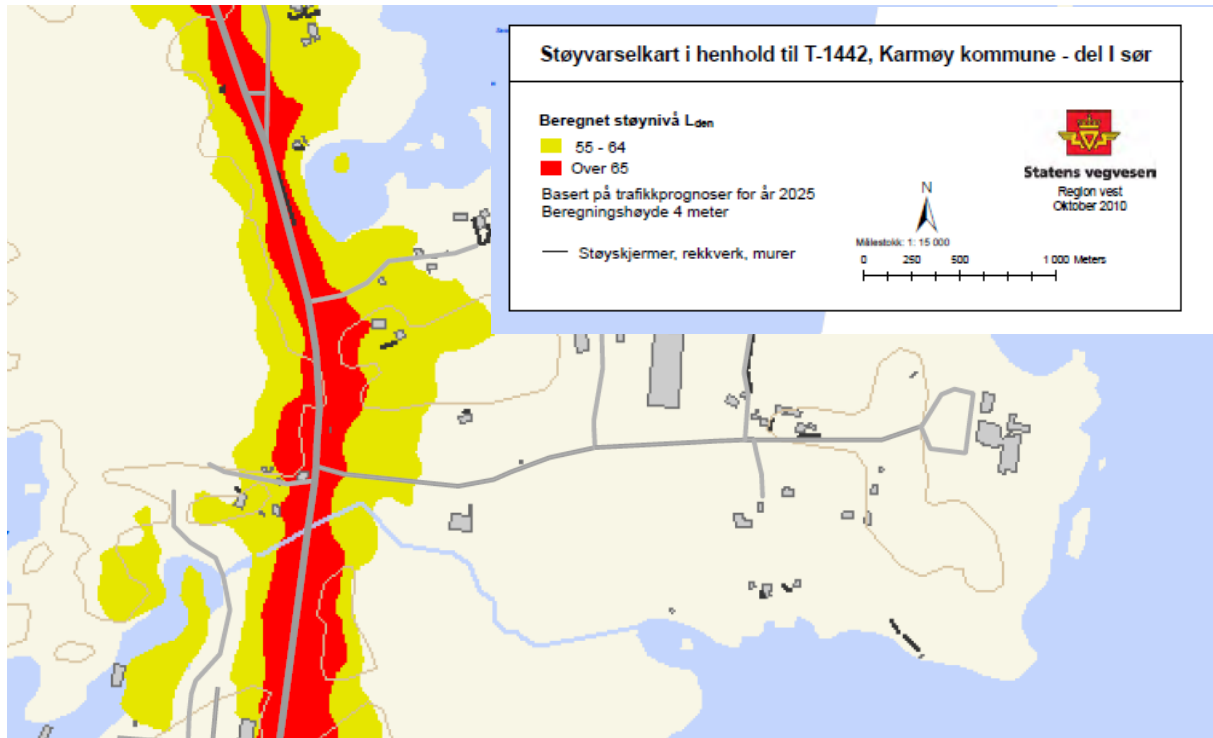 Støyvarselkart i henhold til T-1442, Karmøy kommune - del I sør
Beregnet støynivå Lden
55 - 64
Over 65
Basert på trafikkprognoser for år 2025
Beregningshøyde 4 meter
Støyskjermer, rekkverk, murer
N
Målestokk: 1: 15 000
0 250 500 1 000 Meters
Statens vegvesen
Region vest
Oktober 2010